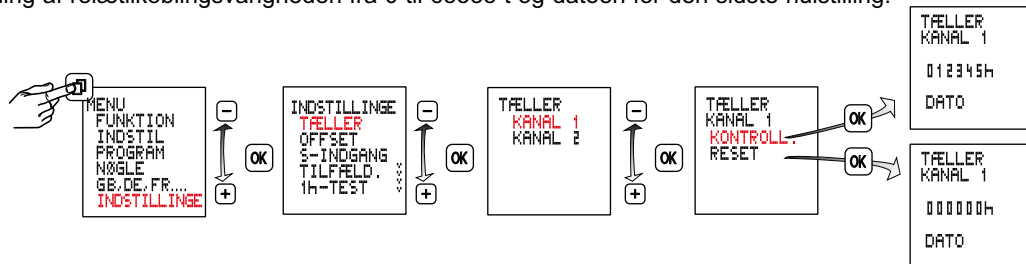 af relæstilkoblingsvarigheden fra til t og datoen for den sidste nulstilling.
MENU
FUNKTION
INDSTIL
PROGRAM
NØGLE
GB,DE,FR....
INDSTILLINGE
−
OK
+
INDSTILLINGE
TÆLLER
OFFSET
S-INDGANG
TILFÆLD.
1h-TEST
−
OK
+
TÆLLER
KANAL 1
KANAL 2
−
OK
+
TÆLLER
KANAL 1
KONTROLL.
RESET
OK
OK
TÆLLER
KANAL 1
012345h
DATO
TÆLLER
KANAL 1
000000h
DATO